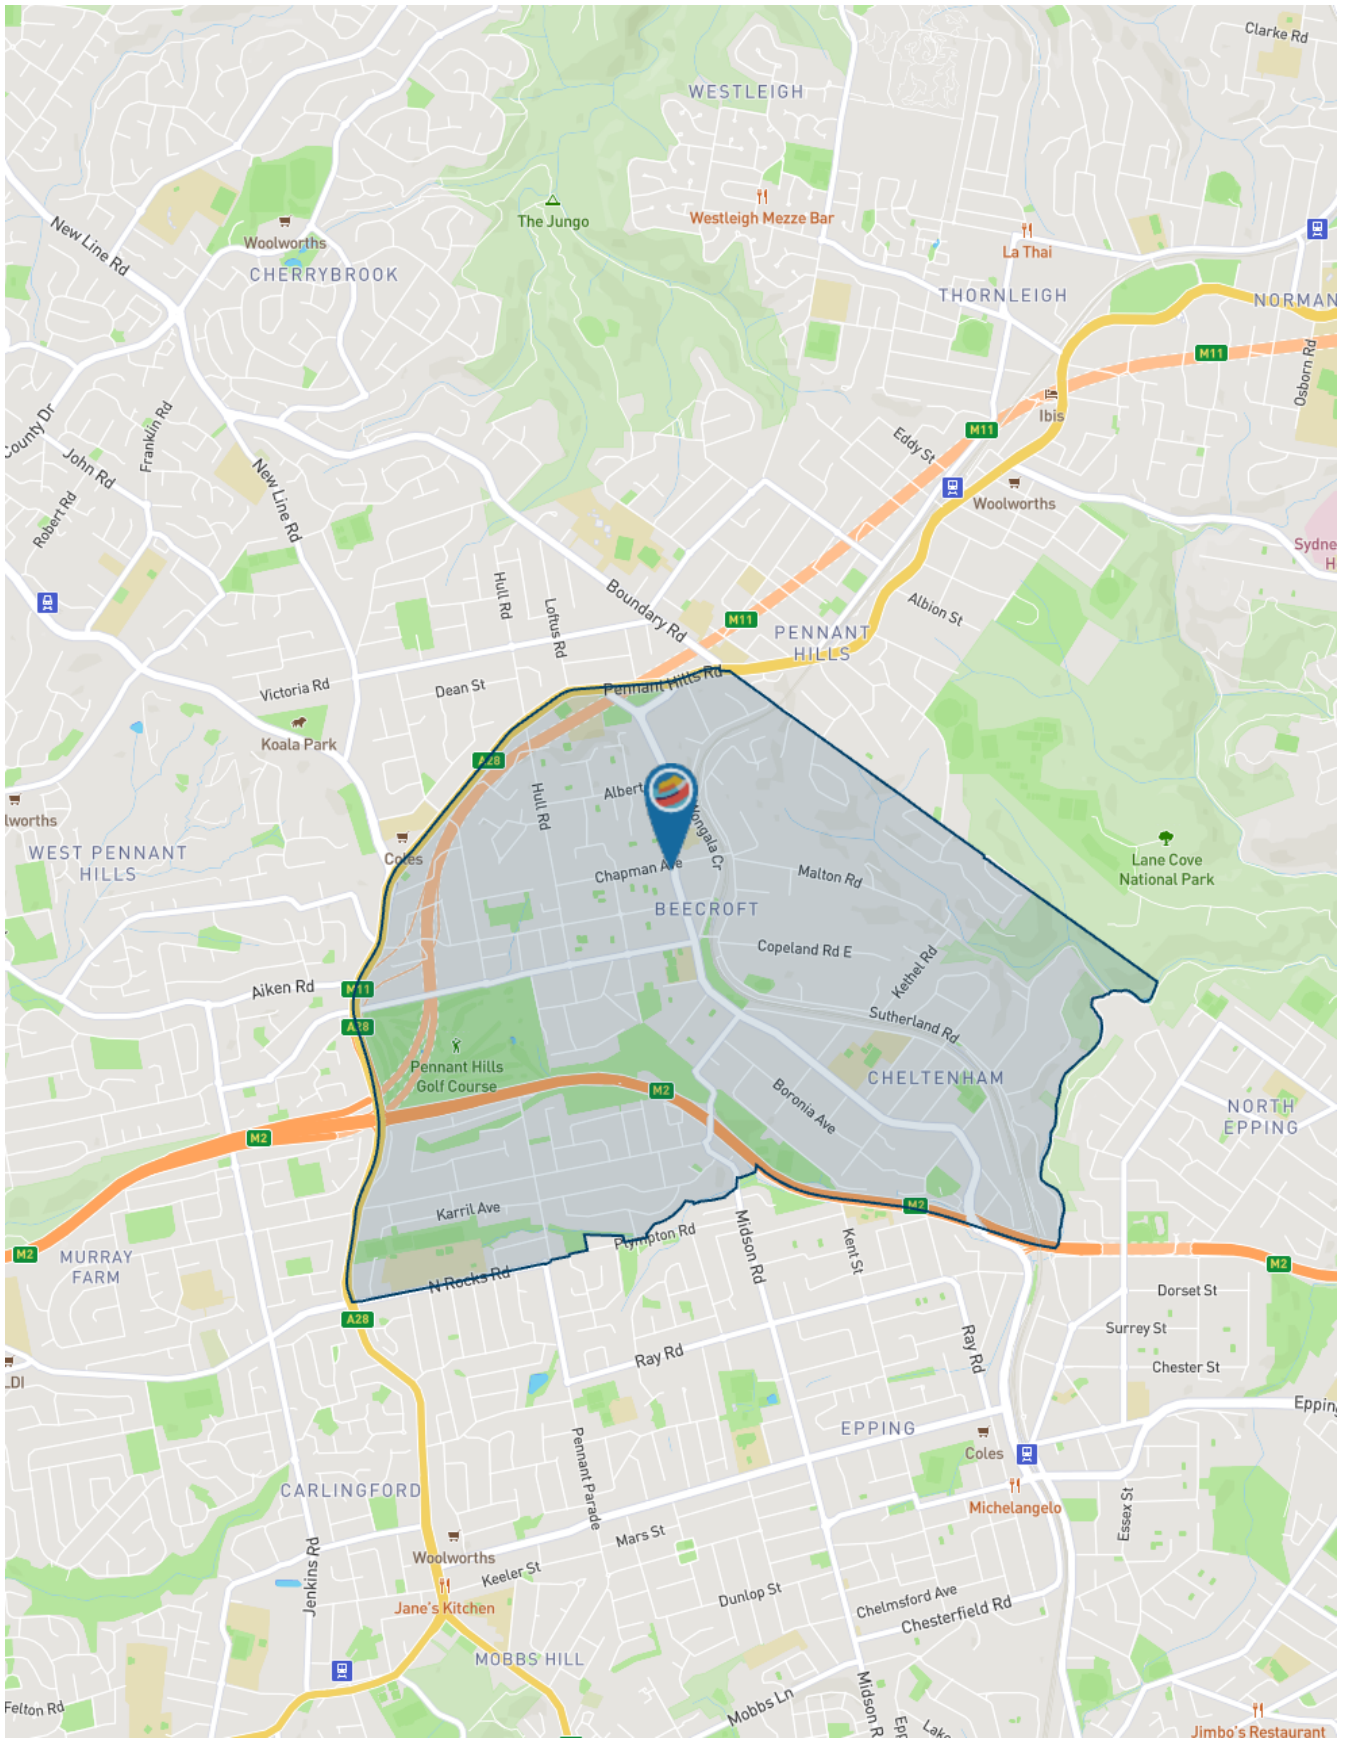 Clarke Rd
WESTLEIGH
Westleigh Mezze Bar
The Jungo
New Line Rd
Woolworths
CHERRYBROOK
La Thai
THORNLEIGH
NORMAN
M11
Osborn Rd
Ibis
M11
County Dr
Franklin Rd
John Rd
New Line Rd
Robert Rd
Eddy St
Woolworths
Sydne
H
Hull Rd
Loftus Rd
Boundary Rd
M11
Albion St
PENNANT
HILLS
Victoria Rd
Dean St
Pennant Hills Rd
Koala Park
A28
Hull Rd
Albert
Wongala Cr
lworths
WEST PENNANT
HILLS
Coles
Chapman Ave
Malton Rd
Lane Cove
National Park
BEECROFT
Copeland Rd E
Kethel Rd
Aiken Rd
M11
A28
Sutherland Rd
Pennant Hills
Golf Course
CHELTENHAM
M2
Boronia Ave
NORTH
EPPING
M2
Karril Ave
M2
Plympton Rd
Midson Rd
Kent St
M2
MURRAY
FARM
N Rocks Rd
M2
Dorset St
A28
Surrey St
Ray Rd
Ray Rd
Chester St
LDI
Epping
EPPING
Coles
Pennant Parade
CARLINGFORD
Michelangelo
Essex St
Mars St
Woolworths
Keeler St
Jenkins Rd
Jane's Kitchen
Dunlop St
Chelmsford Ave
Chesterfield Rd
MOBBS HILL
Felton Rd
Mobbs Ln
Midson R
Epp
Lake
Jimbo's Restaurant